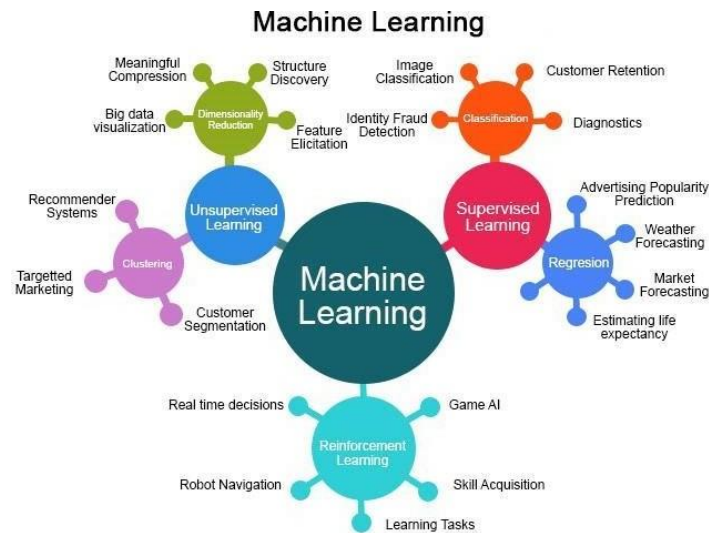 Machine Learning
Meaningful
Compression
Structure
Discovery
Big data
visualization
Dimensionality
Reduction
Feature
Elicitation
Image
Classification
Customer Retention
Identity Fraud
Detection
Classification
Diagnostics
Recommender
Systems
Unsupervised
Learning
Clustering
Targetted
Marketing
Customer
Segmentation
Supervised
Learning
Advertising Popularity
Prediction
Weather
Forecasting
Regresion
Market
Forecasting
Estimating life
expectancy
Machine
Learning
Real time decisions
Game AI
Reinforcement
Learning
Robot Navigation
Skill Acquisition
Learning Tasks